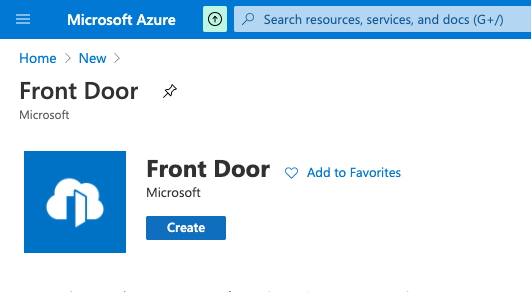 Microsoft Azure
Search resources, services, and docs (G+/)
Home > New >
Front Door
Microsoft
Front Door
Add to Favorites
Microsoft
Create